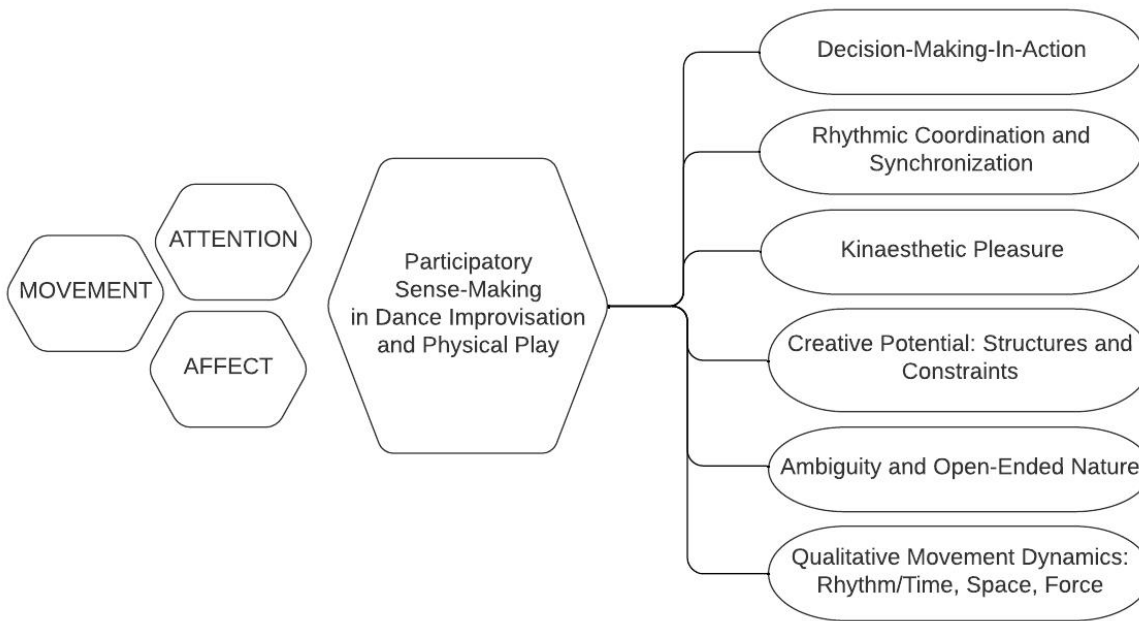 MOVEMENT
ATTENTION
AFFECT
Participatory
Sense-Making
in Dance Improvisation
and Physical Play
Decision-Making-In-Action
Rhythmic Coordination and
Synchronization
Kinaesthetic Pleasure
Creative Potential: Structures and
Constraints
Ambiguity and Open-Ended Nature
Qualitative Movement Dynamics:
Rhythm/Time, Space, Force